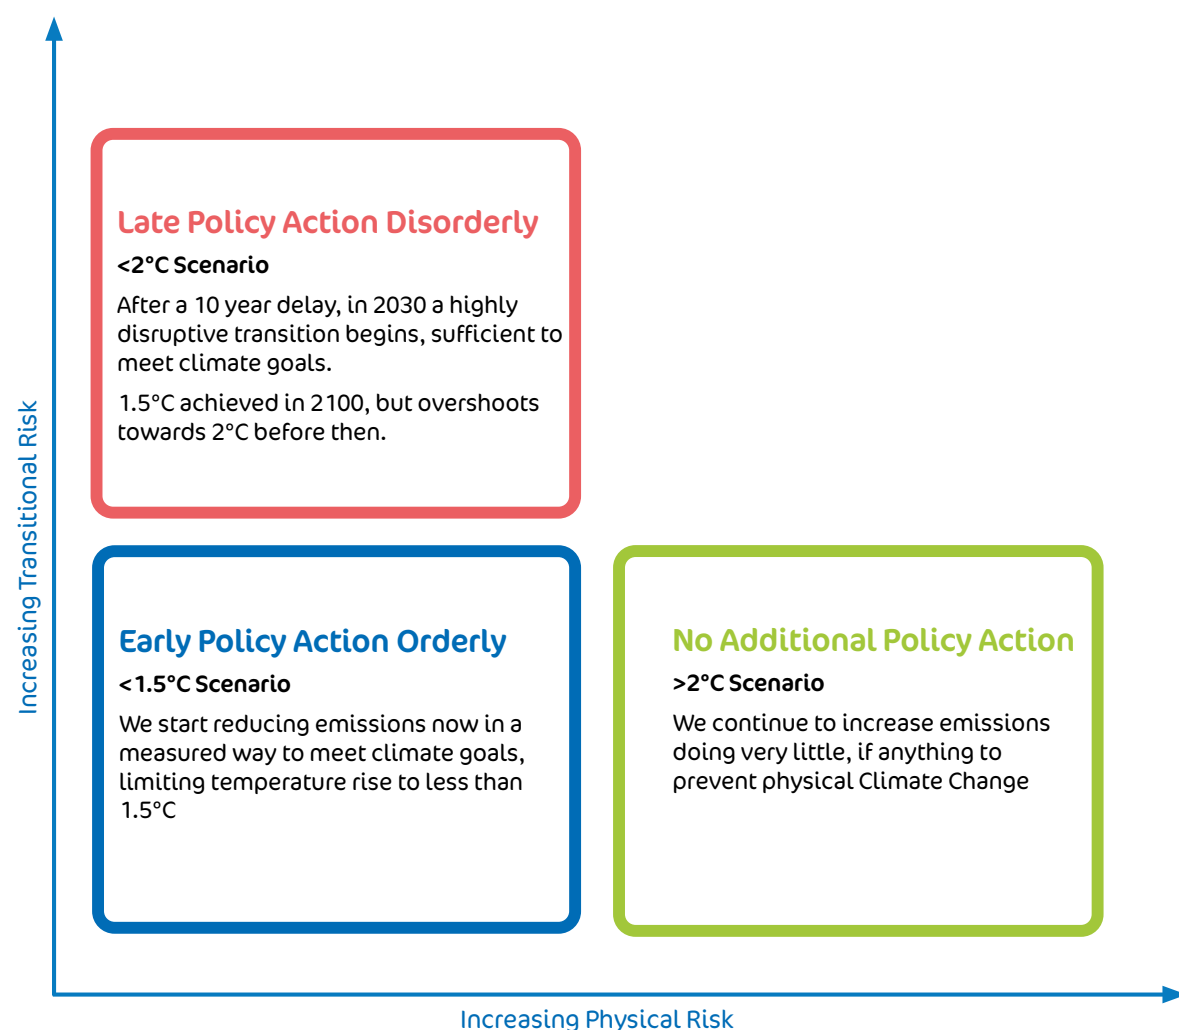 Increasing Transitional Risk
Late Policy Action Disorderly
<2°C Scenario
After a 10 year delay, in 2030 a highly
disruptive transition begins, sufficient to
meet climate goals.
1.5°C achieved in 2100, but overshoots
towards 2°C before then.
Early Policy Action Orderly
<1.5°C Scenario
We start reducing emissions now in a
measured way to meet climate goals,
limiting temperature rise to less than
1.5°C
No Additional Policy Action
>2°C Scenario
We continue to increase emissions
doing very little, if anything to
prevent physical Climate Change
Increasing Physical Risk